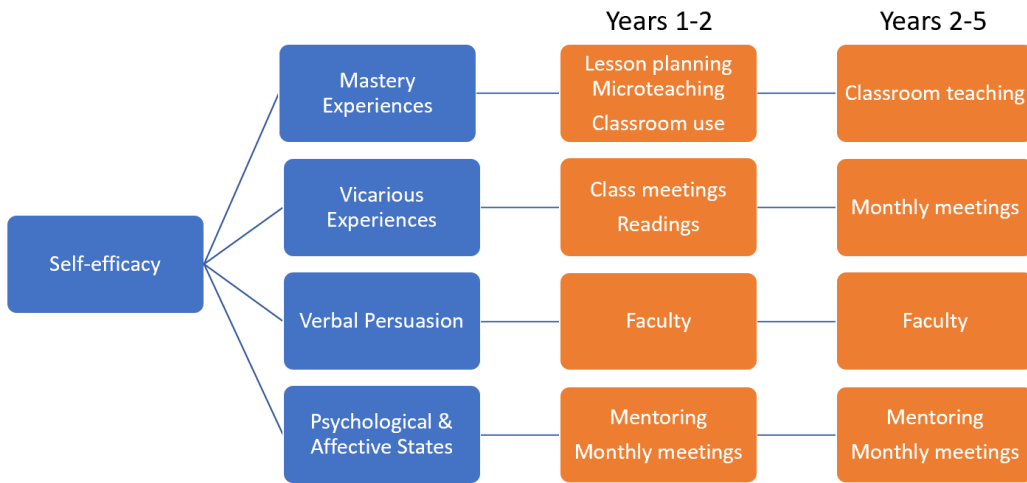 Years 1-2
Years 2-5
Mastery
Experiences
Lesson planning
Microteaching
Classroom use
Classroom teaching
Vicarious
Experiences
Class meetings
Readings
Monthly meetings
Self-efficacy
Verbal Persuasion
Faculty
Faculty
Psychological &
Affective States
Mentoring
Monthly meetings
Mentoring
Monthly meetings